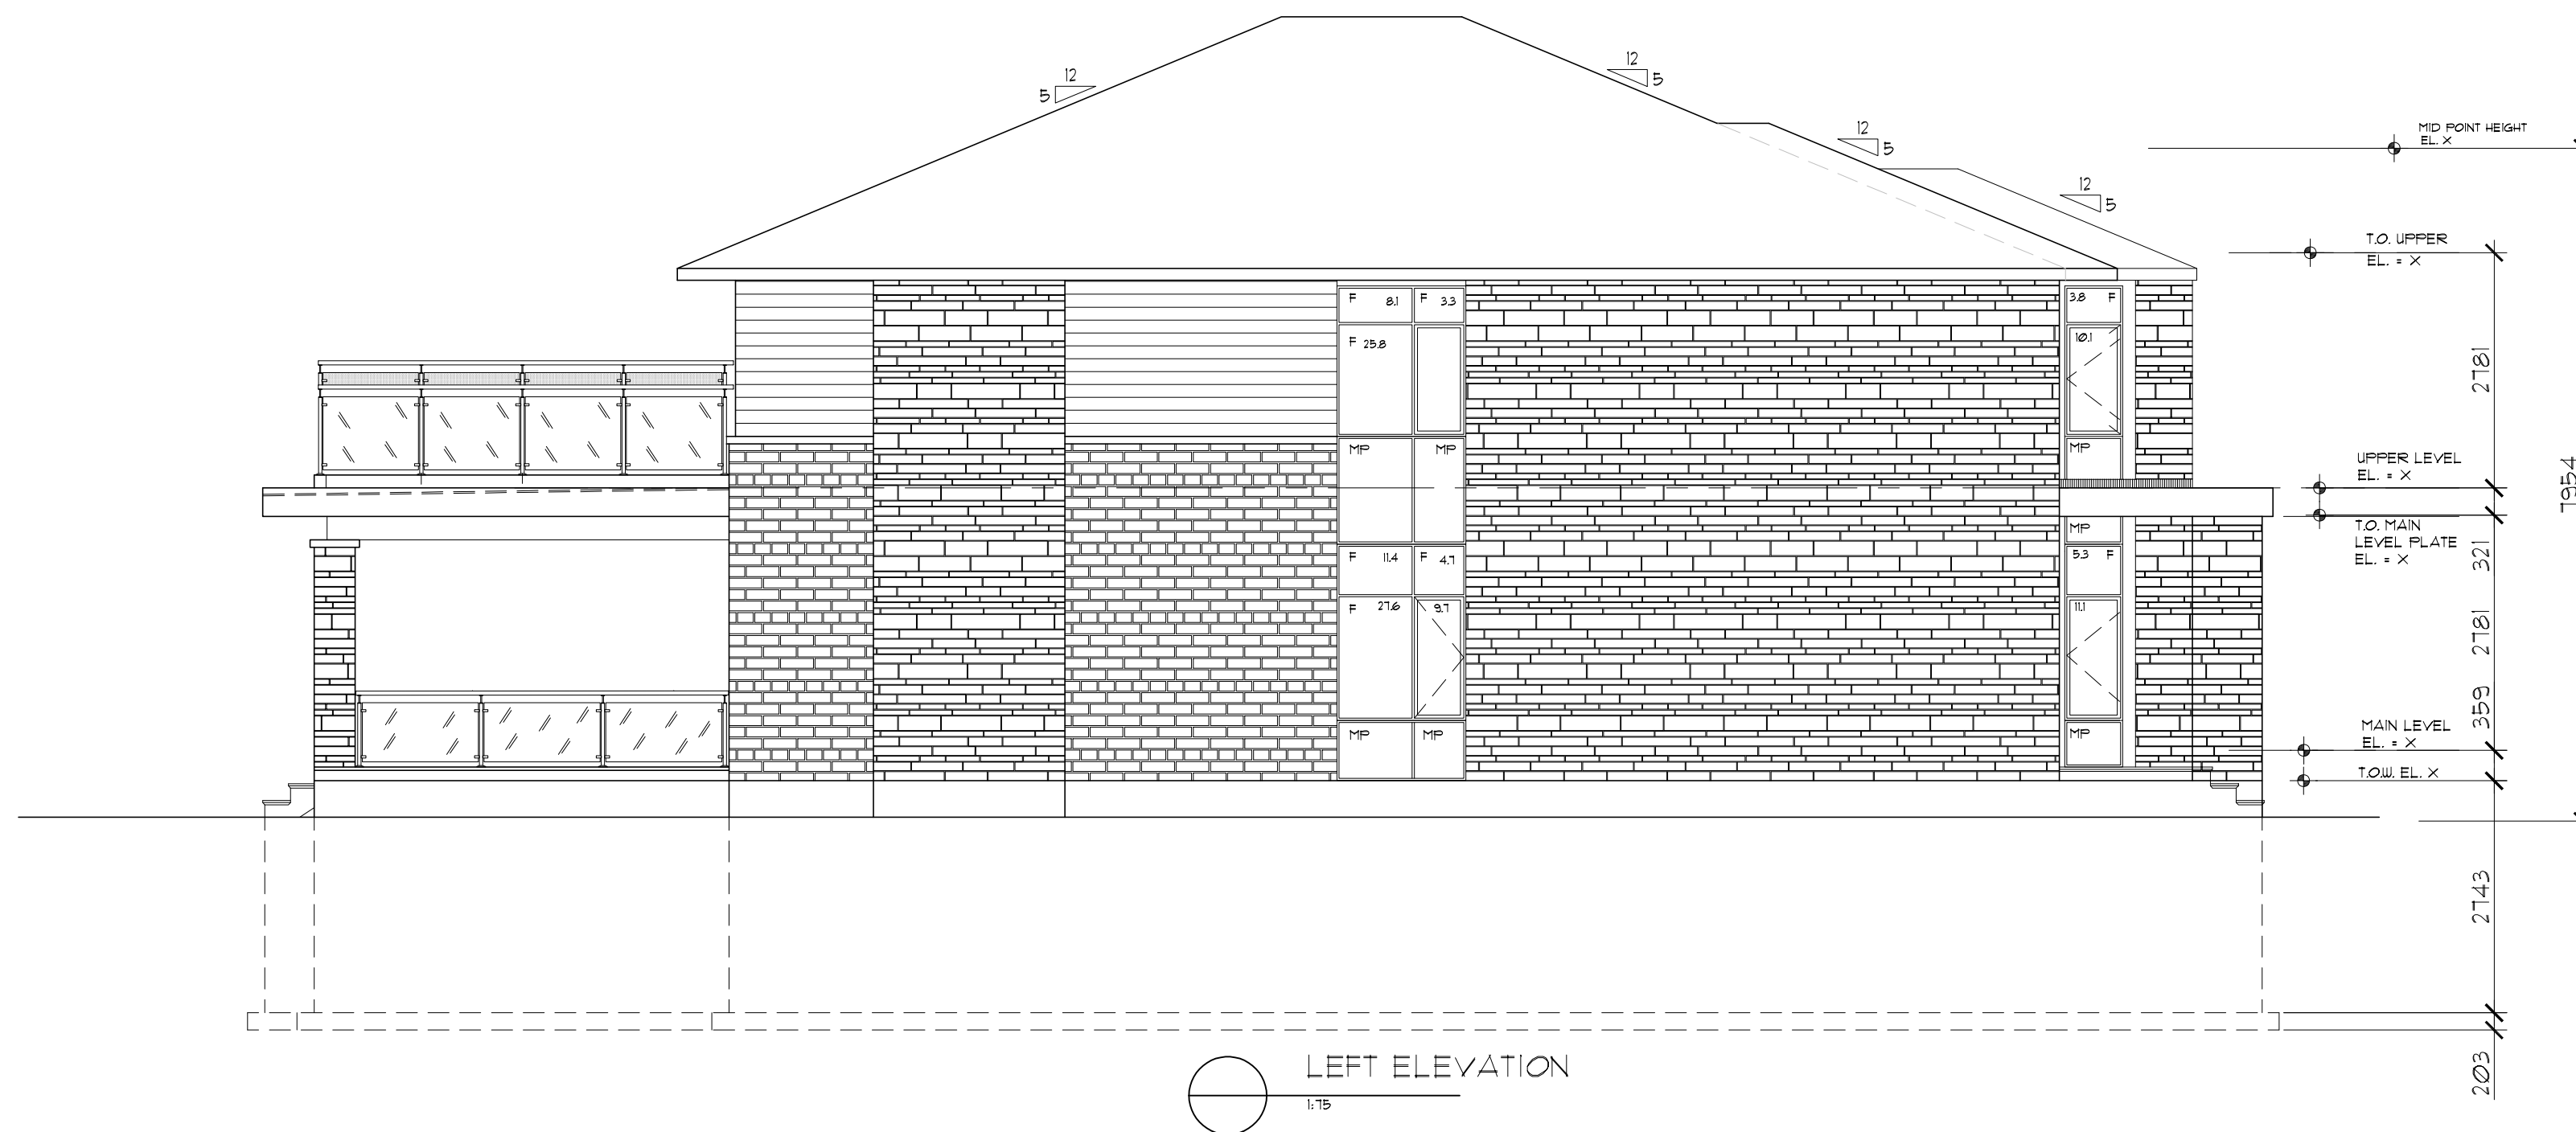 12
5
12
5
12
5
12
5
MID POINT HEIGHT
EL. X
T.O. UPPER
EL. = X
F 8.1 F 3.3
3.8 F
F 25.8
10.1
2781
MP MP
MP
UPPER LEVEL
EL. = X
7954
MP
T.O. MAIN
LEVEL PLATE
EL. = X
321
F 11.4 F 4.7
5.3 F
F 27.6 9.7
11.1
2781
359
MP MP
MP
MAIN LEVEL
EL. = X
T.O.W. EL. X
2743
203
LEFT ELEVATION
1:75